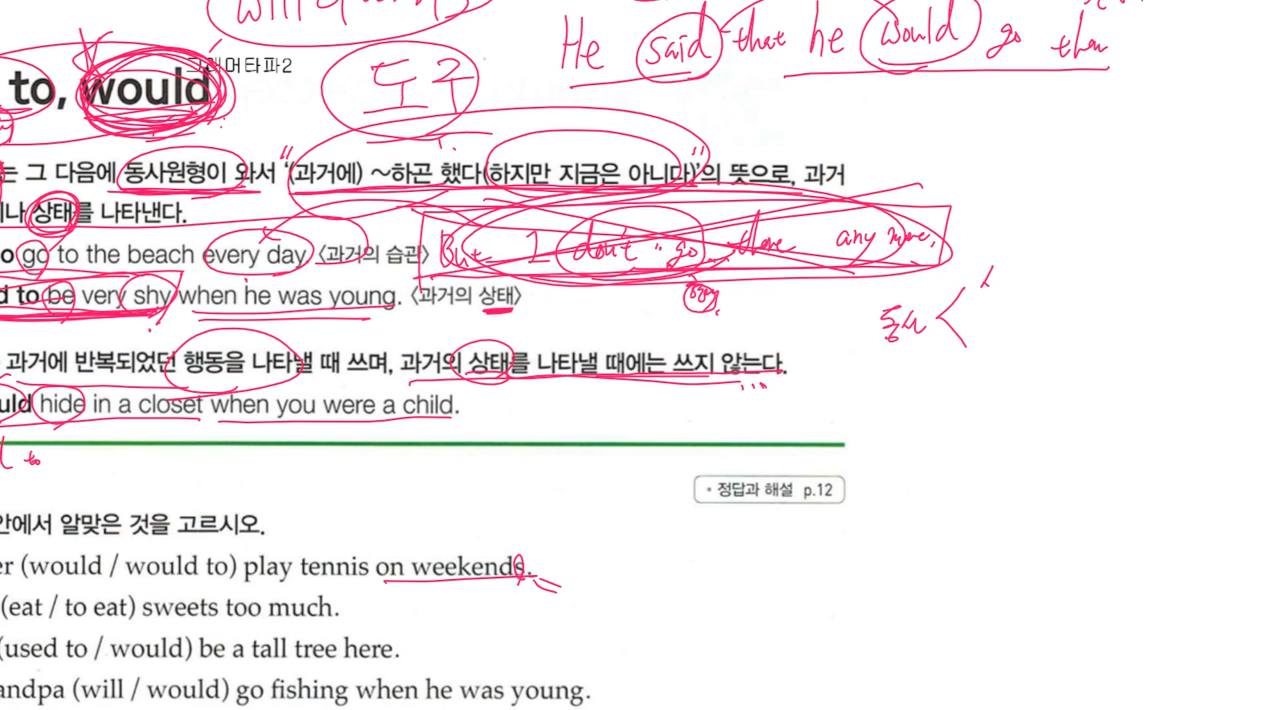 He said that he would go then
그래머타파2
to, would
도구
는 그 다음에 동사원형이 와서 “(과거에) ~하곤 했다(하지만 지금은 아니다)”의 뜻으로, 과거
나 상태를 나타낸다.
o go to the beach every day 〈과거의 습관〉 But I don't go there any more,
d to be very shy when he was young. 〈과거의 상태〉
동사
과거에 반복되었던 행동을 나타낼 때 쓰며, 과거의 상태를 나타낼 때에는 쓰지 않는다.
uld hide in a closet when you were a child.
to
• 정답과 해설 p.12
안에서 알맞은 것을 고르시오.
er (would / would to) play tennis on weekends.
(eat / to eat) sweets too much.
(used to / would) be a tall tree here.
andpa (will / would) go fishing when he was young.